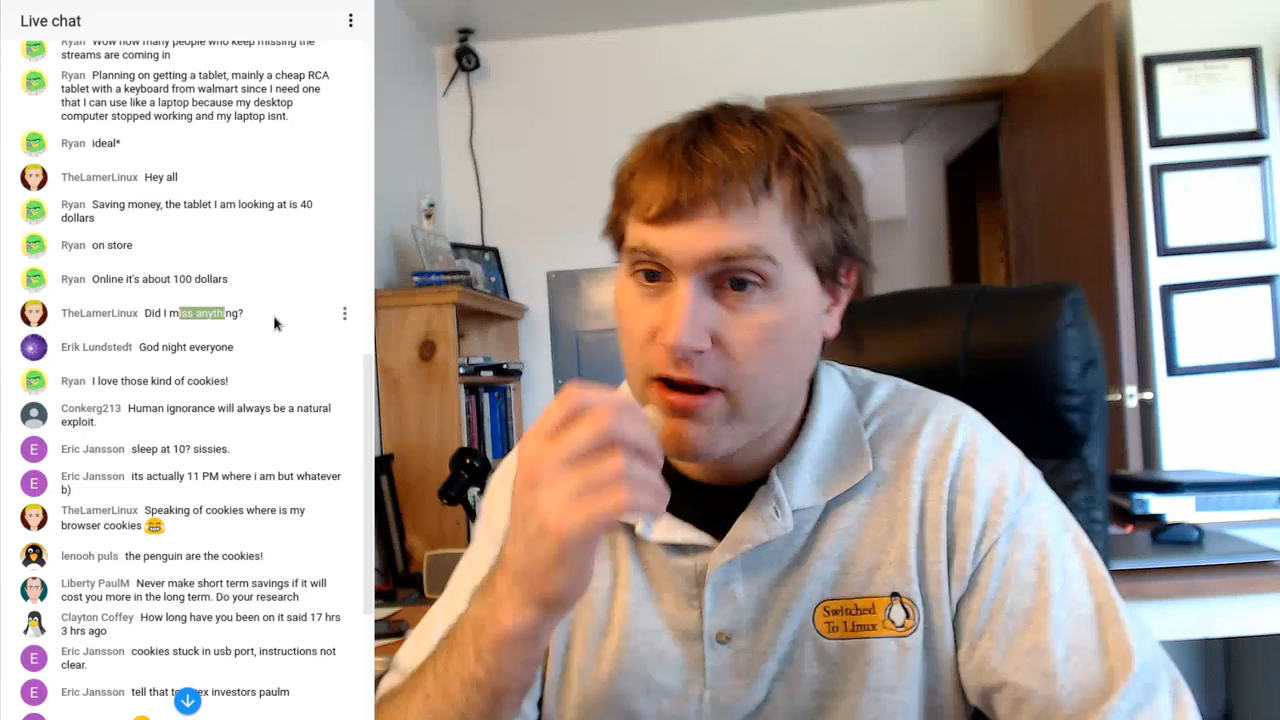 Live chat
Ryan Wow how many people who keep missing the
streams are coming in
Ryan Planning on getting a tablet, mainly a cheap RCA
tablet with a keyboard from walmart since I need one
that I can use like a laptop because my desktop
computer stopped working and my laptop isnt.
Ryan ideal*
TheLamerLinux Hey all
Ryan Saving money, the tablet I am looking at is 40
dollars
Ryan on store
Ryan Online it's about 100 dollars
TheLamerLinux Did I miss anything?
Erik Lundstedt God night everyone
Ryan I love those kind of cookies!
Conkerg213 Human ignorance will always be a natural
exploit.
E Eric Jansson sleep at 10? sissies.
E Eric Jansson its actually 11 PM where i am but whatever
b)
TheLamerLinux Speaking of cookies where is my
browser cookies 😂
lenooh puls the penguin are the cookies!
Liberty PaulM Never make short term savings if it will
cost you more in the long term. Do your research
Clayton Coffey How long have you been on it said 17 hrs
3 hrs ago
E Eric Jansson cookies stuck in usb port, instructions not
clear.
E Eric Jansson tell that to investors paulm
Switched
To Linux